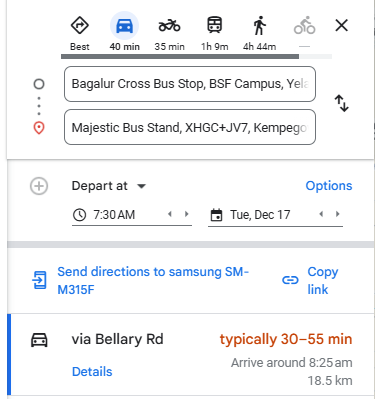 Best
40 min
35 min
1h 9m
4h 44m
—
Bagalur Cross Bus Stop, BSF Campus, Yela
Majestic Bus Stand, XHGC+JV7, Kempego
Depart at
Options
7:30 AM
Tue, Dec 17
Send directions to samsung SM-
M315F
Copy
link
via Bellary Rd
typically 30–55 min
Details
Arrive around 8:25 am
18.5 km